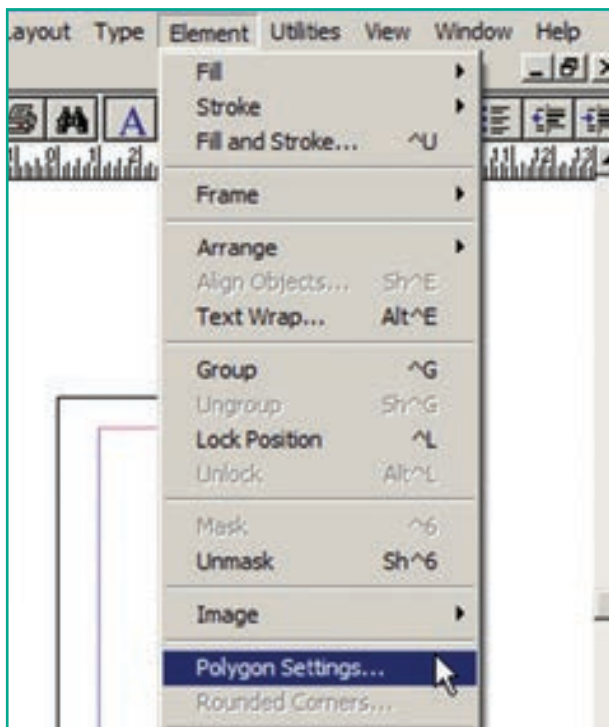 ayout Type Element Utilities View Window Help
Fill
Stroke
Fill and Stroke... ^U
A
Frame
Arrange
Align Objects... Sh^E
Text Wrap... Alt^E
Group ^G
Ungroup Sh^G
Lock Position ^L
Unlock Alt^L
Mask ^6
Unmask Sh^6
Image
Polygon Settings...
Rounded Corners...